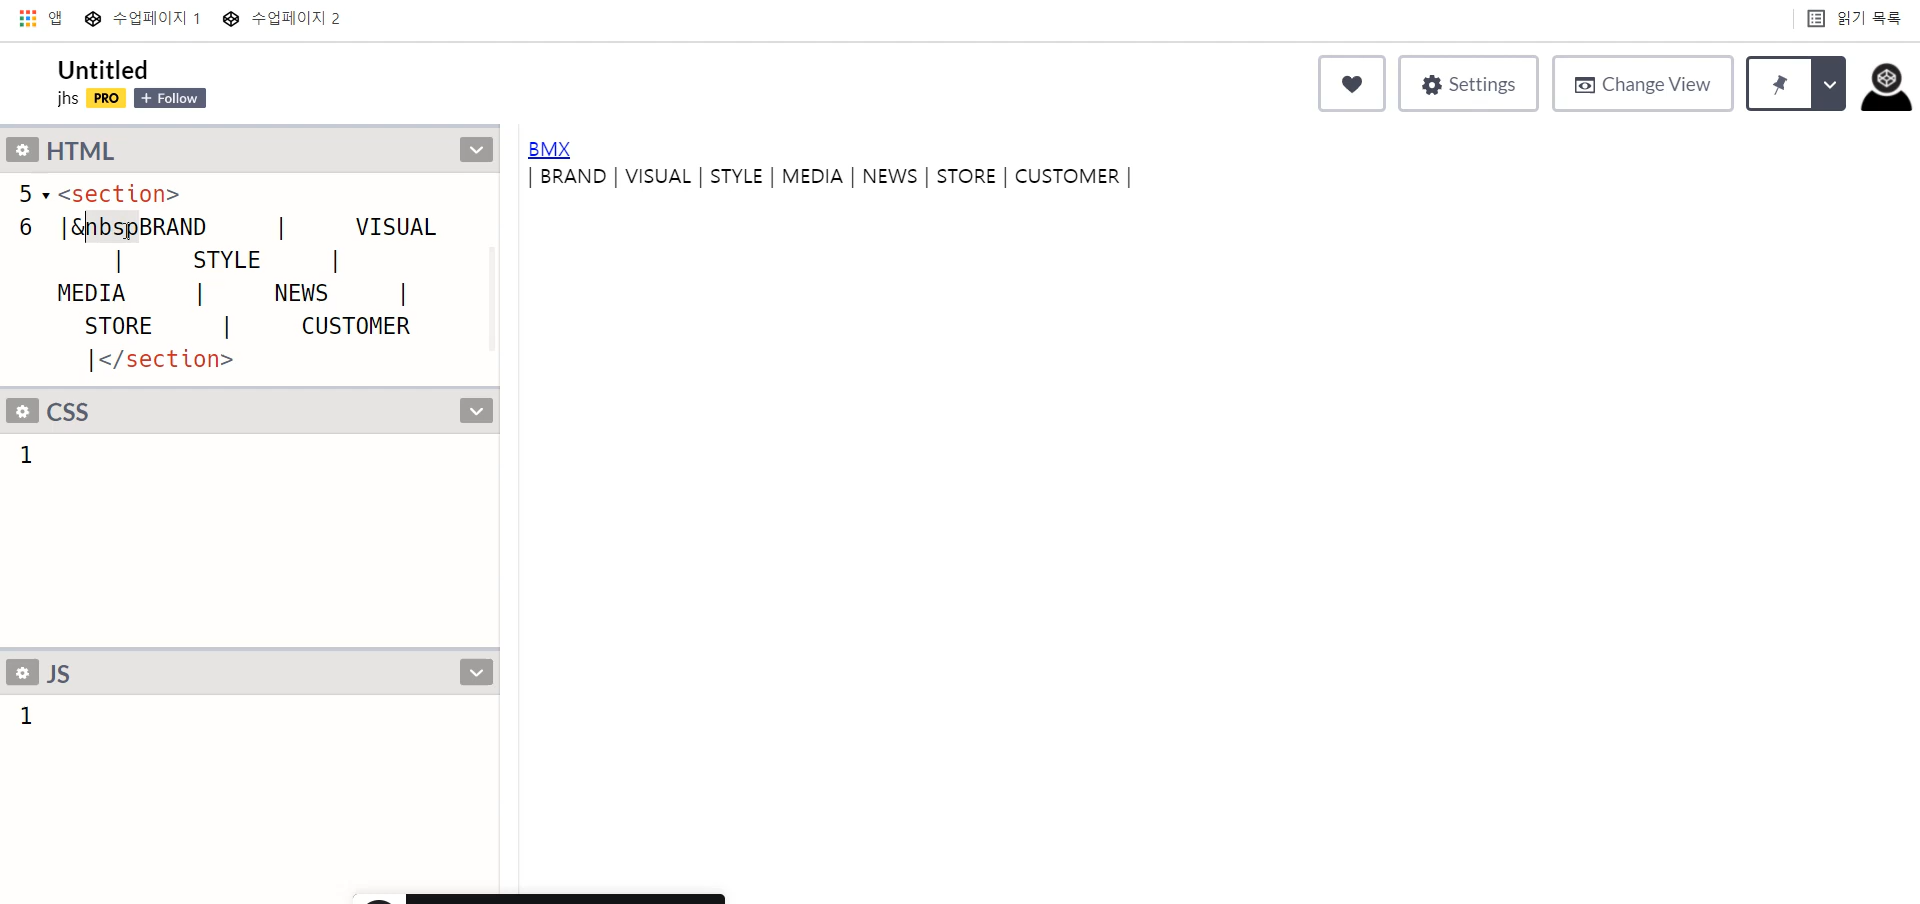 앱 수업페이지 1 수업페이지 2 읽기 목록
Untitled
jhs PRO + Follow
Settings Change View
HTML
5 <section>
6 |&nbspBRAND | VISUAL
| STYLE |
MEDIA | NEWS |
STORE | CUSTOMER
|</section>
CSS
1
JS
1
BMX
| BRAND | VISUAL | STYLE | MEDIA | NEWS | STORE | CUSTOMER |